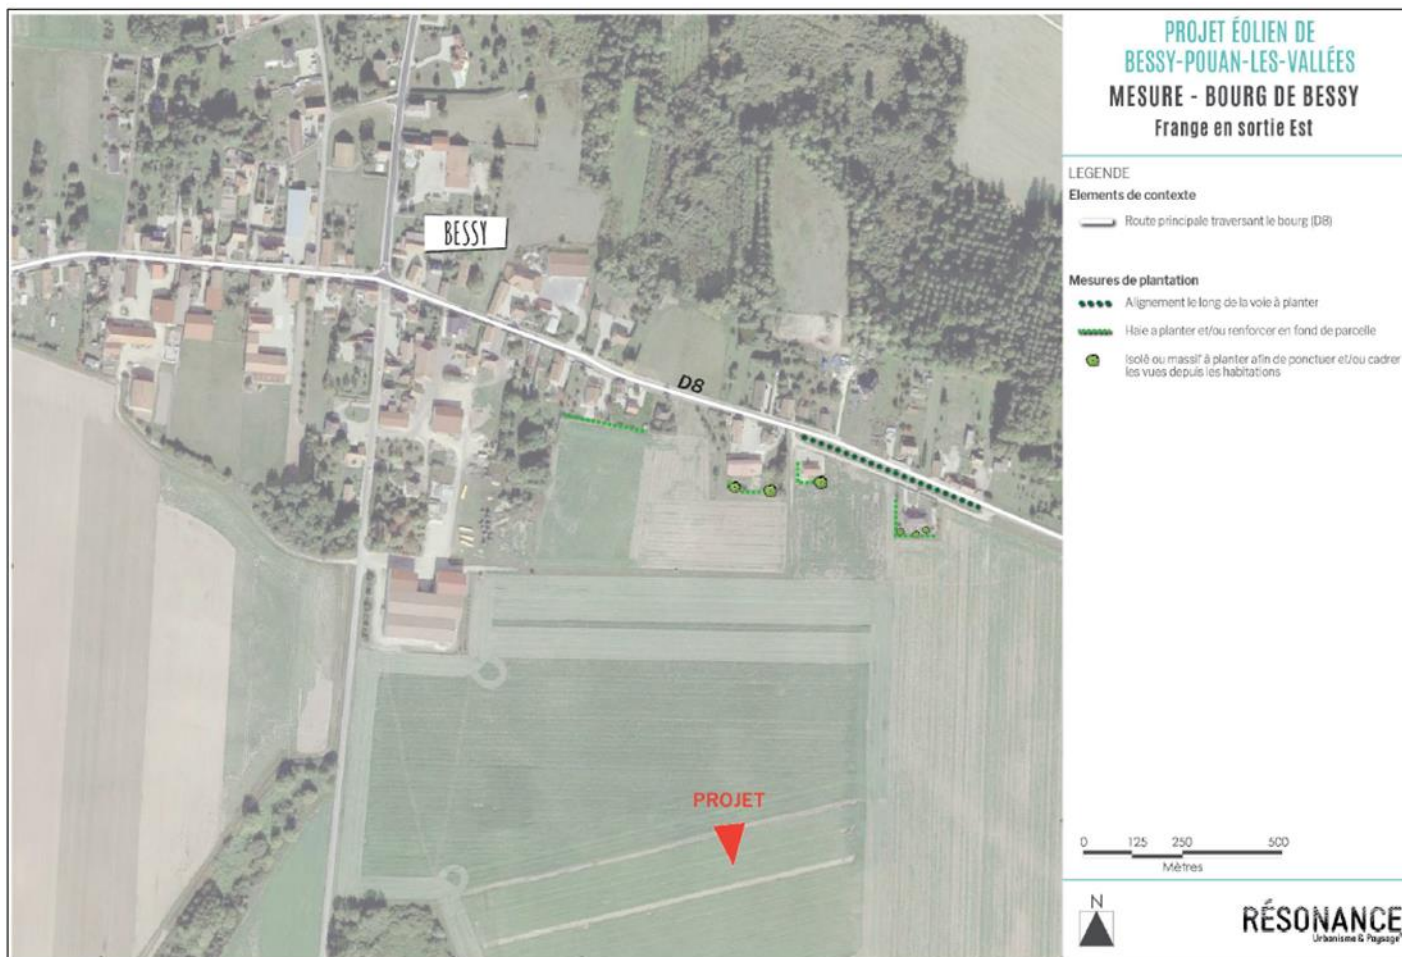 PROJET ÉOLIEN DE
BESSY-POUAN-LES-VALLÉES
MESURE - BOURG DE BESSY
Frange en sortie Est
LEGENDE
Elements de contexte
Route principale traversant le bourg (D8)
Mesures de plantation
Alignement le long de la voie à planter
Haie a planter et/ou renforcer en fond de parcelle
Isolé ou massif à planter afin de ponctuer et/ou cadrer
les vues depuis les habitations
BESSY
D8
PROJET
0 125 250 500
Mètres
N
RÉSONANCE
Urbanisme & Paysage